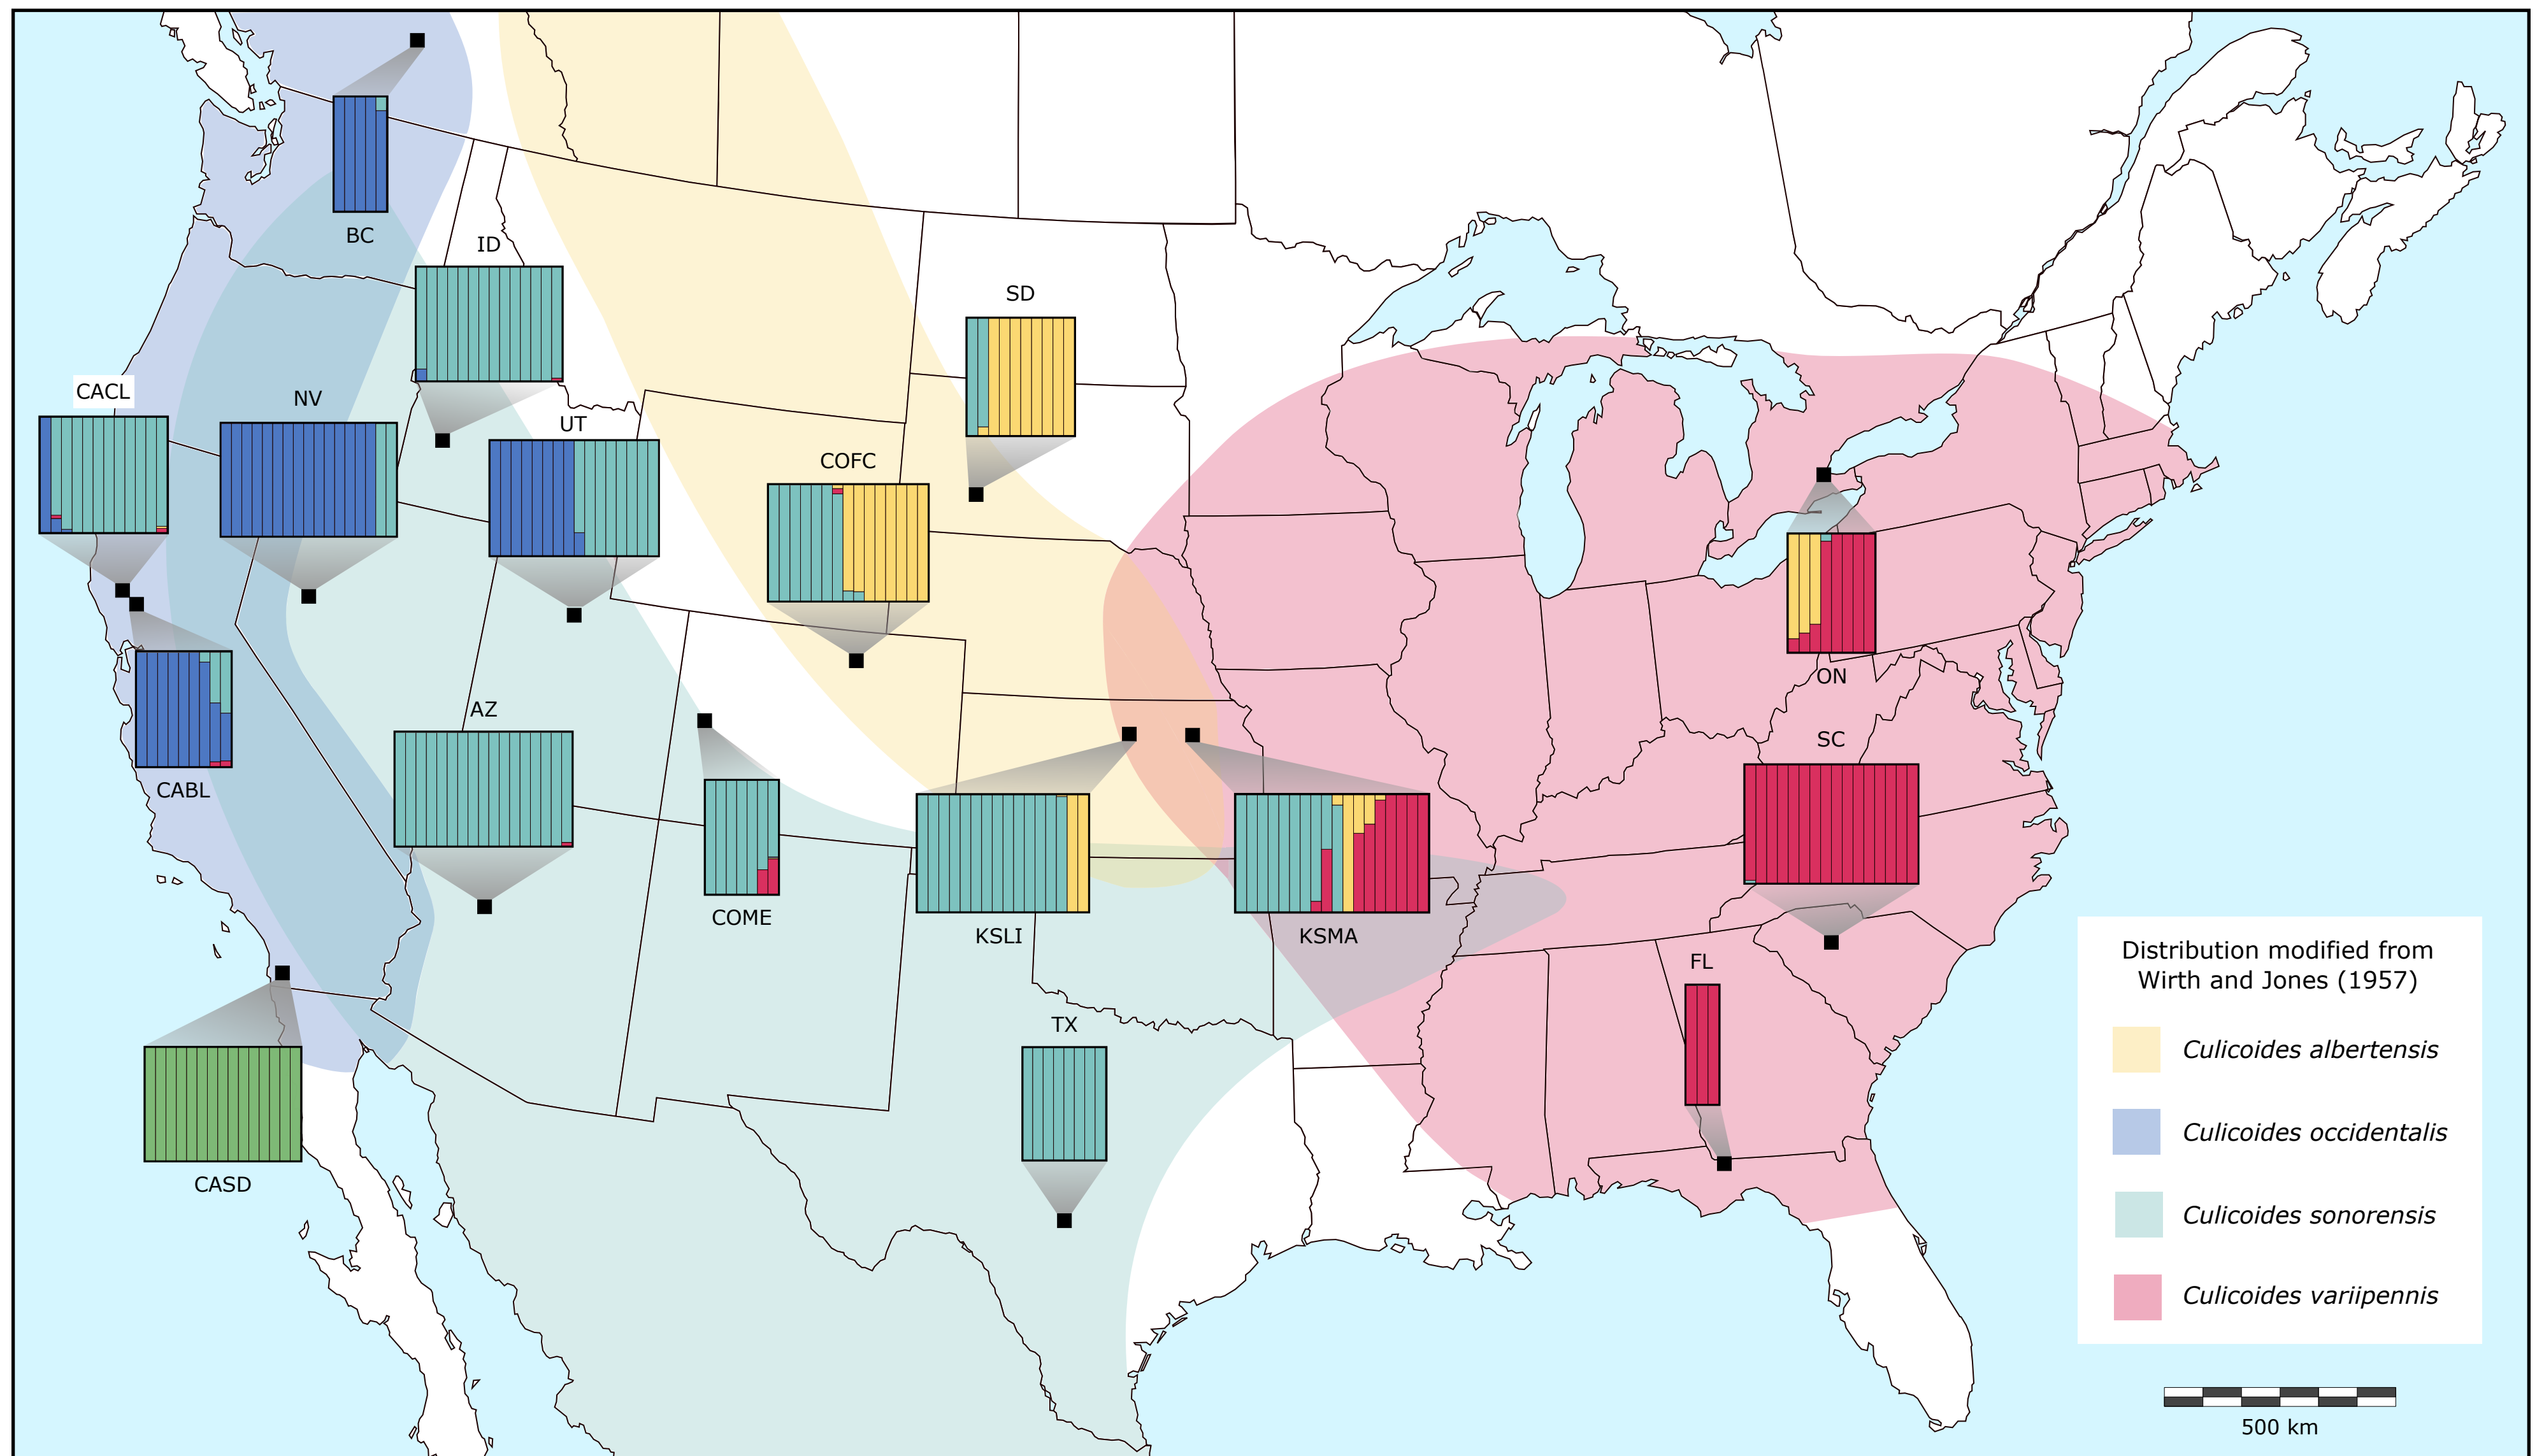 BC
ID
SD
CACL
NV
UT
COFC
ON
AZ
SC
CABL
COME
KSLI
KSMA
FL
TX
CASD
Distribution modified from
Wirth and Jones (1957)
Culicoides albertensis
Culicoides occidentalis
Culicoides sonorensis
Culicoides variipennis
500 km